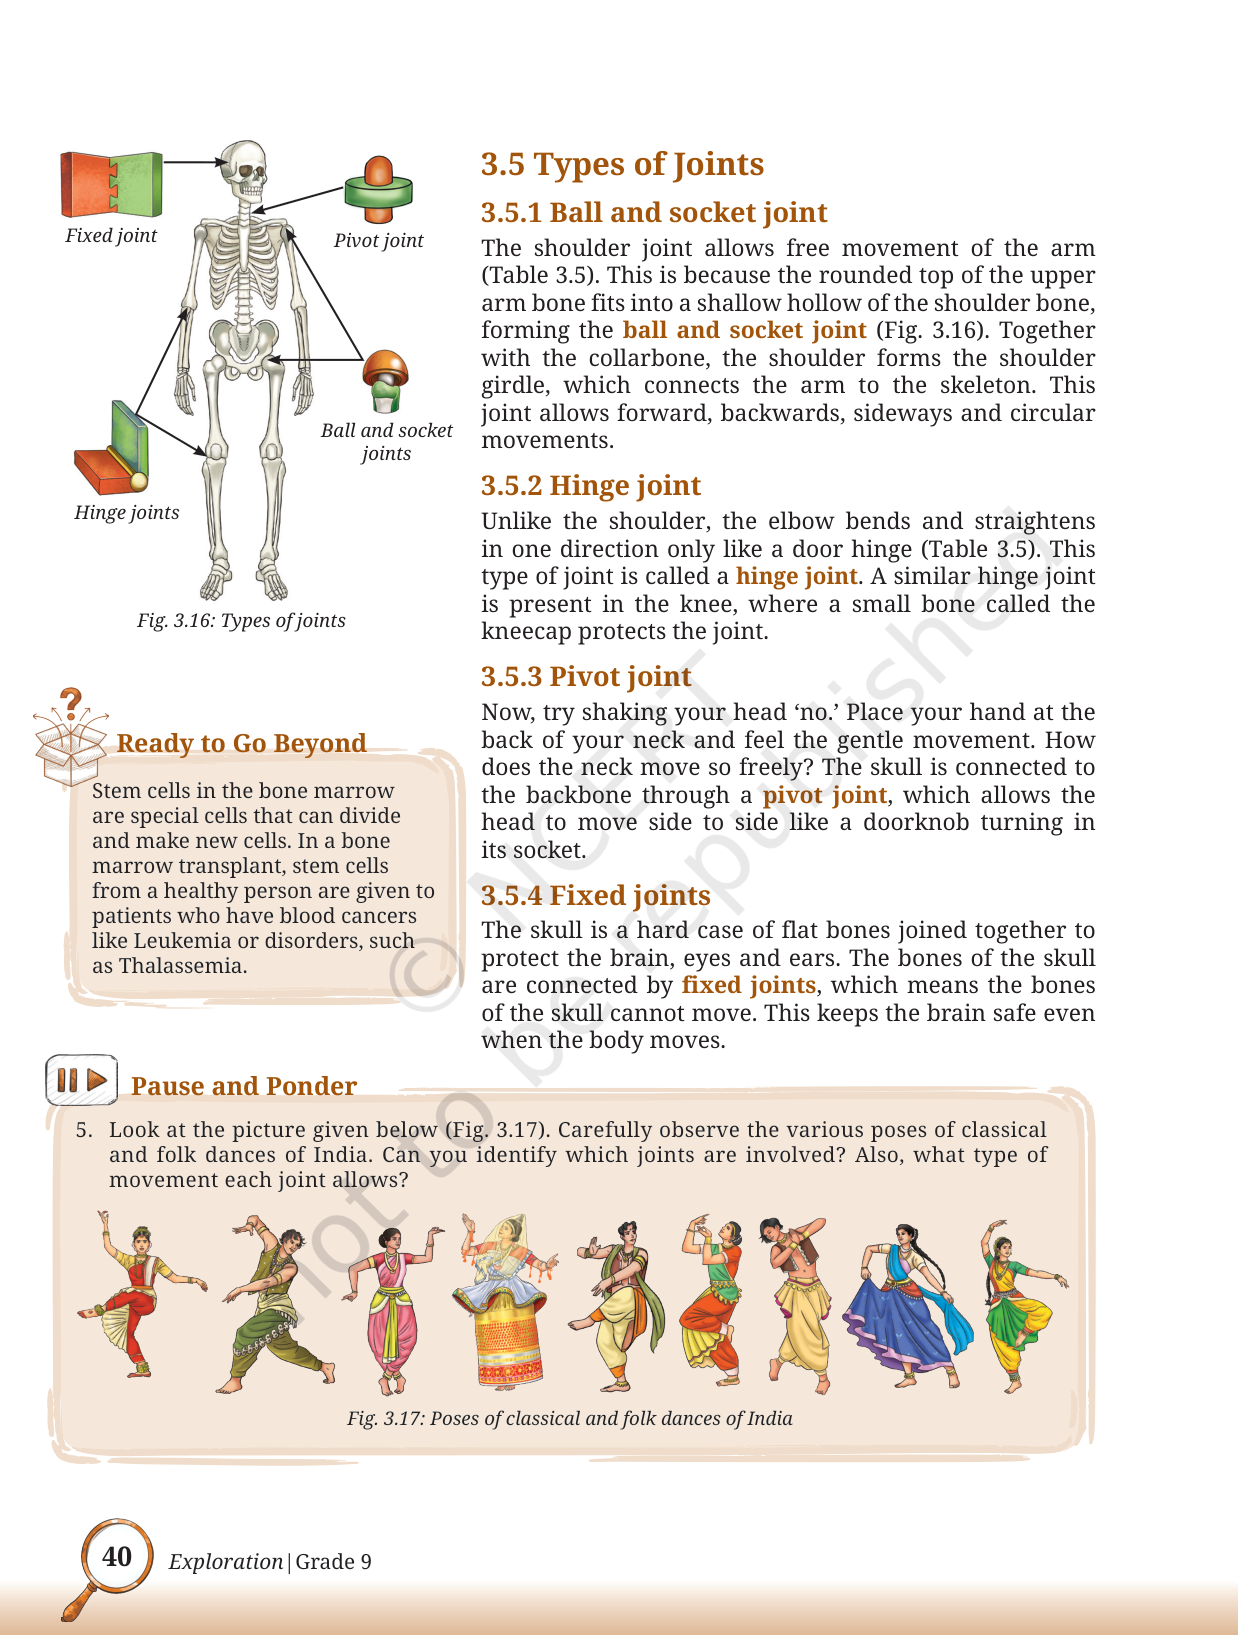 Fixed joint
Pivot joint
Ball and socket
joints
Hinge joints
Fig. 3.16: Types of joints
Ready to Go Beyond
Stem cells in the bone marrow
are special cells that can divide
and make new cells. In a bone
marrow transplant, stem cells
from a healthy person are given to
patients who have blood cancers
like Leukemia or disorders, such
as Thalassemia.
3.5 Types of Joints
3.5.1 Ball and socket joint
The shoulder joint allows free movement of the arm
(Table 3.5). This is because the rounded top of the upper
arm bone fits into a shallow hollow of the shoulder bone,
forming the ball and socket joint (Fig. 3.16). Together
with the collarbone, the shoulder forms the shoulder
girdle, which connects the arm to the skeleton. This
joint allows forward, backwards, sideways and circular
movements.
3.5.2 Hinge joint
Unlike the shoulder, the elbow bends and straightens
in one direction only like a door hinge (Table 3.5). This
type of joint is called a hinge joint. A similar hinge joint
is present in the knee, where a small bone called the
kneecap protects the joint.
3.5.3 Pivot joint
Now, try shaking your head ‘no.’ Place your hand at the
back of your neck and feel the gentle movement. How
does the neck move so freely? The skull is connected to
the backbone through a pivot joint, which allows the
head to move side to side like a doorknob turning in
its socket.
3.5.4 Fixed joints
The skull is a hard case of flat bones joined together to
protect the brain, eyes and ears. The bones of the skull
are connected by fixed joints, which means the bones
of the skull cannot move. This keeps the brain safe even
when the body moves.
Pause and Ponder
5. Look at the picture given below (Fig. 3.17). Carefully observe the various poses of classical
and folk dances of India. Can you identify which joints are involved? Also, what type of
movement each joint allows?
Fig. 3.17: Poses of classical and folk dances of India
40
Exploration|Grade 9
© NCERT
not to be republished